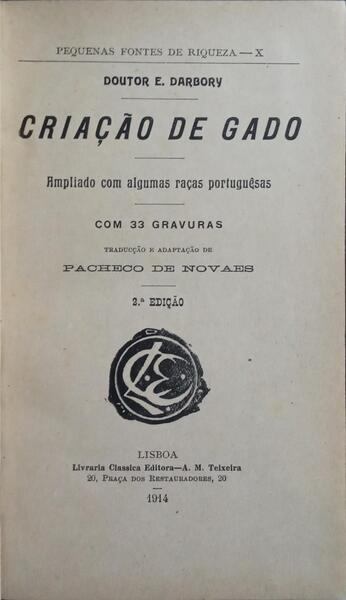 PEQUENAS FONTES DE RIQUEZA — X
DOUTOR E. DARBORY
CRIAÇÃO DE GADO
Ampliado com algumas raças portuguêsas
COM 33 GRAVURAS
TRADUCÇÃO E ADAPTAÇÃO DE
PACHECO DE NOVAES
2.ª EDIÇÃO
LISBOA
Livraria Classica Editora — A. M. Teixeira
20, PRAÇA DOS RESTAURADORES, 20
1914